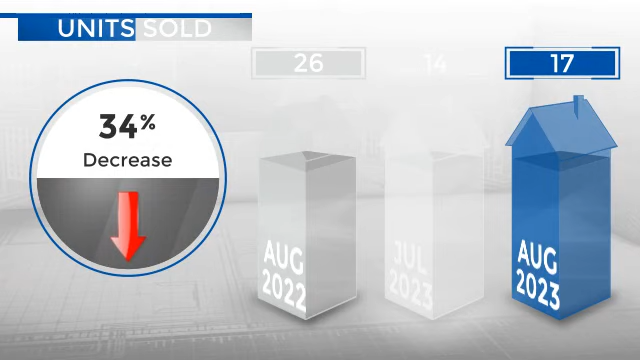 UNITS SOLD
26
14
17
34%
Decrease
AUG
2022
JUL
2023
AUG
2023